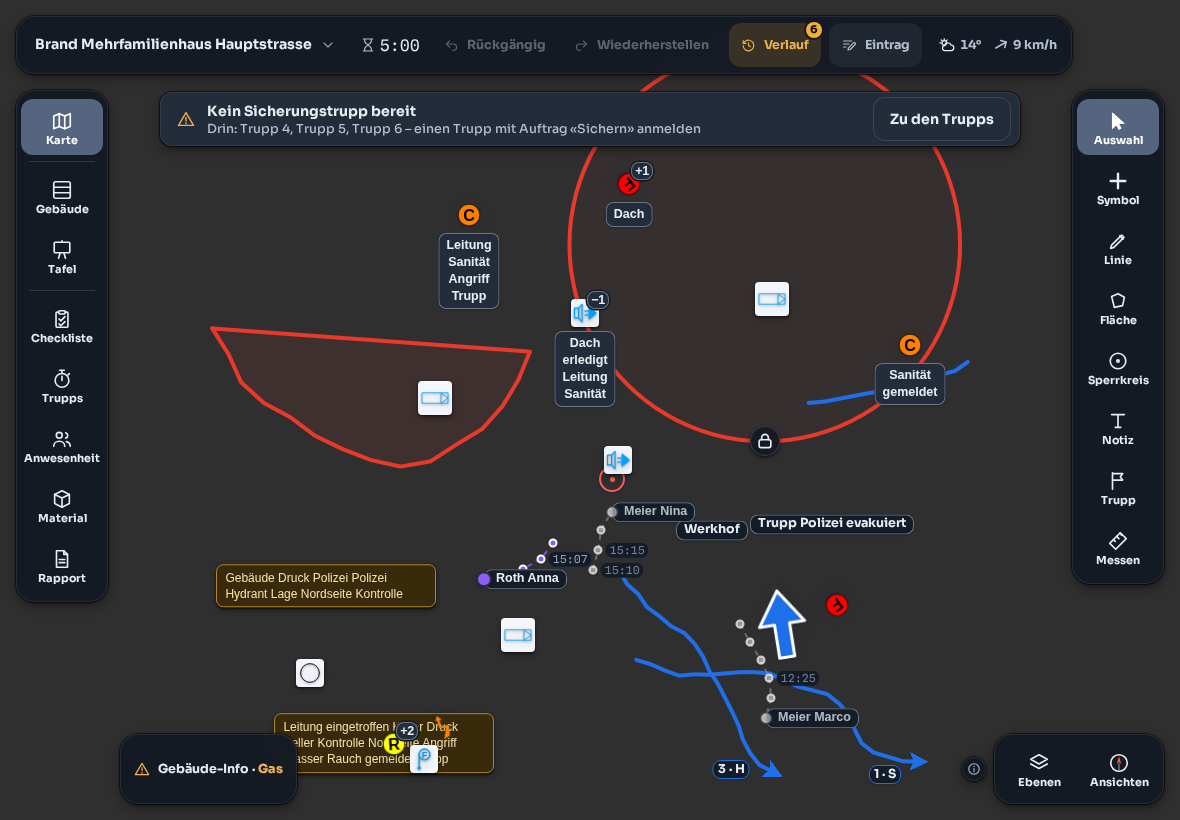 Brand Mehrfamilienhaus Hauptstrasse
5:00
Rückgängig
Wiederherstellen
Verlauf
6
Eintrag
14°
9 km/h
Kein Sicherungstrupp bereit
Drin: Trupp 4, Trupp 5, Trupp 6 – einen Trupp mit Auftrag «Sichern» anmelden
Zu den Trupps
Karte
Gebäude
Tafel
Checkliste
Trupps
Anwesenheit
Material
Rapport
Auswahl
Symbol
Linie
Fläche
Sperrkreis
Notiz
Trupp
Messen
+1
Dach
C
Leitung
Sanität
Angriff
Trupp
−1
Dach
erledigt
Leitung
Sanität
C
Sanität
gemeldet
Meier Nina
Werkhof
Trupp Polizei evakuiert
15:15
15:07
15:10
Roth Anna
Gebäude Druck Polizei Polizei
Hydrant Lage Nordseite Kontrolle
12:25
Meier Marco
Leitung eingetroffen Druck
Kontrolle Angriff
Rauch
+2
R
F
Gebäude-Info · Gas
3 · H
1 · S
Ebenen
Ansichten